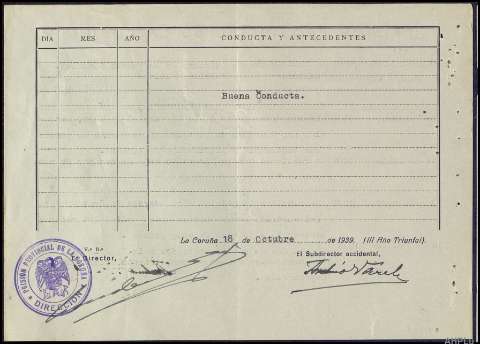 DIA MES AÑO CONDUCTA Y ANTECEDENTES
Buena Conducta.
La Coruña 16 de Octubre de 1939. (III Año Triunfal).
V.º B.º
El Director,
El Subdirector accidental,
PRISIÓN PROVINCIAL DE LA CORUÑA
DIRECCIÓN